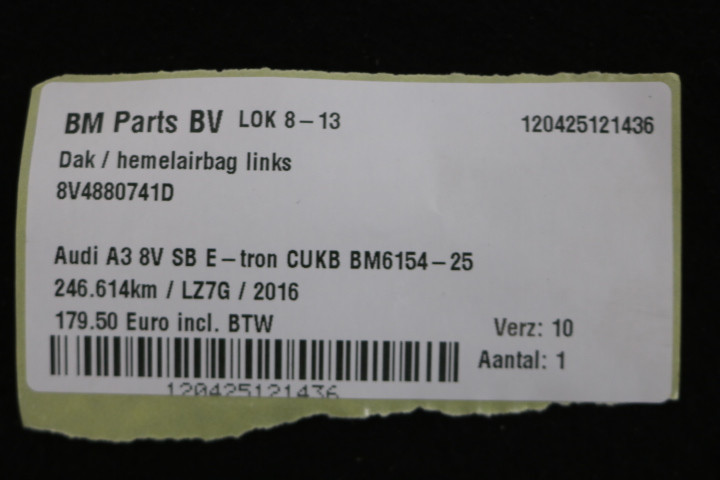 BM Parts BV LOK 8-13 120425121436
Dak / hemelairbag links
8V4880741D
Audi A3 8V SB E-tron CUKB BM6154-25
246.614km / LZ7G / 2016
179.50 Euro incl. BTW Verz: 10
Aantal: 1
120425121436